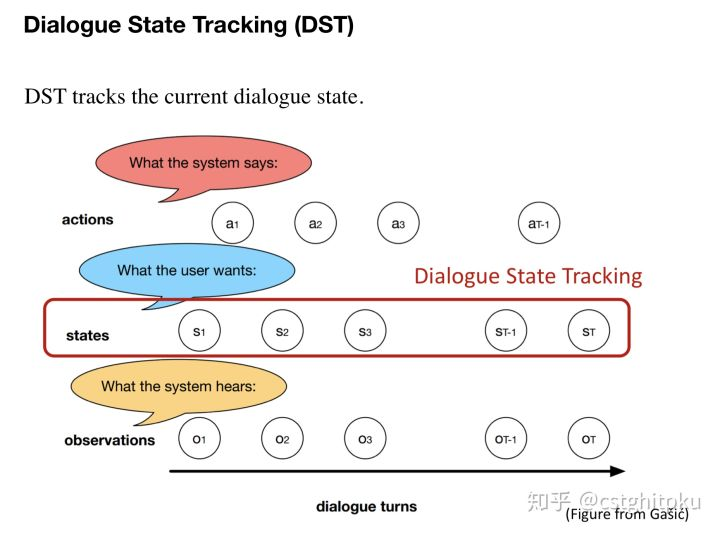 Dialogue State Tracking (DST)
DST tracks the current dialogue state.
What the system says:
actions
a1 a2 a3 aT-1
What the user wants:
Dialogue State Tracking
states
s1 s2 s3 sT-1 sT
What the system hears:
observations
o1 o2 o3 oT-1 oT
dialogue turns
知乎 @cstghitpku
(Figure from Gašić)